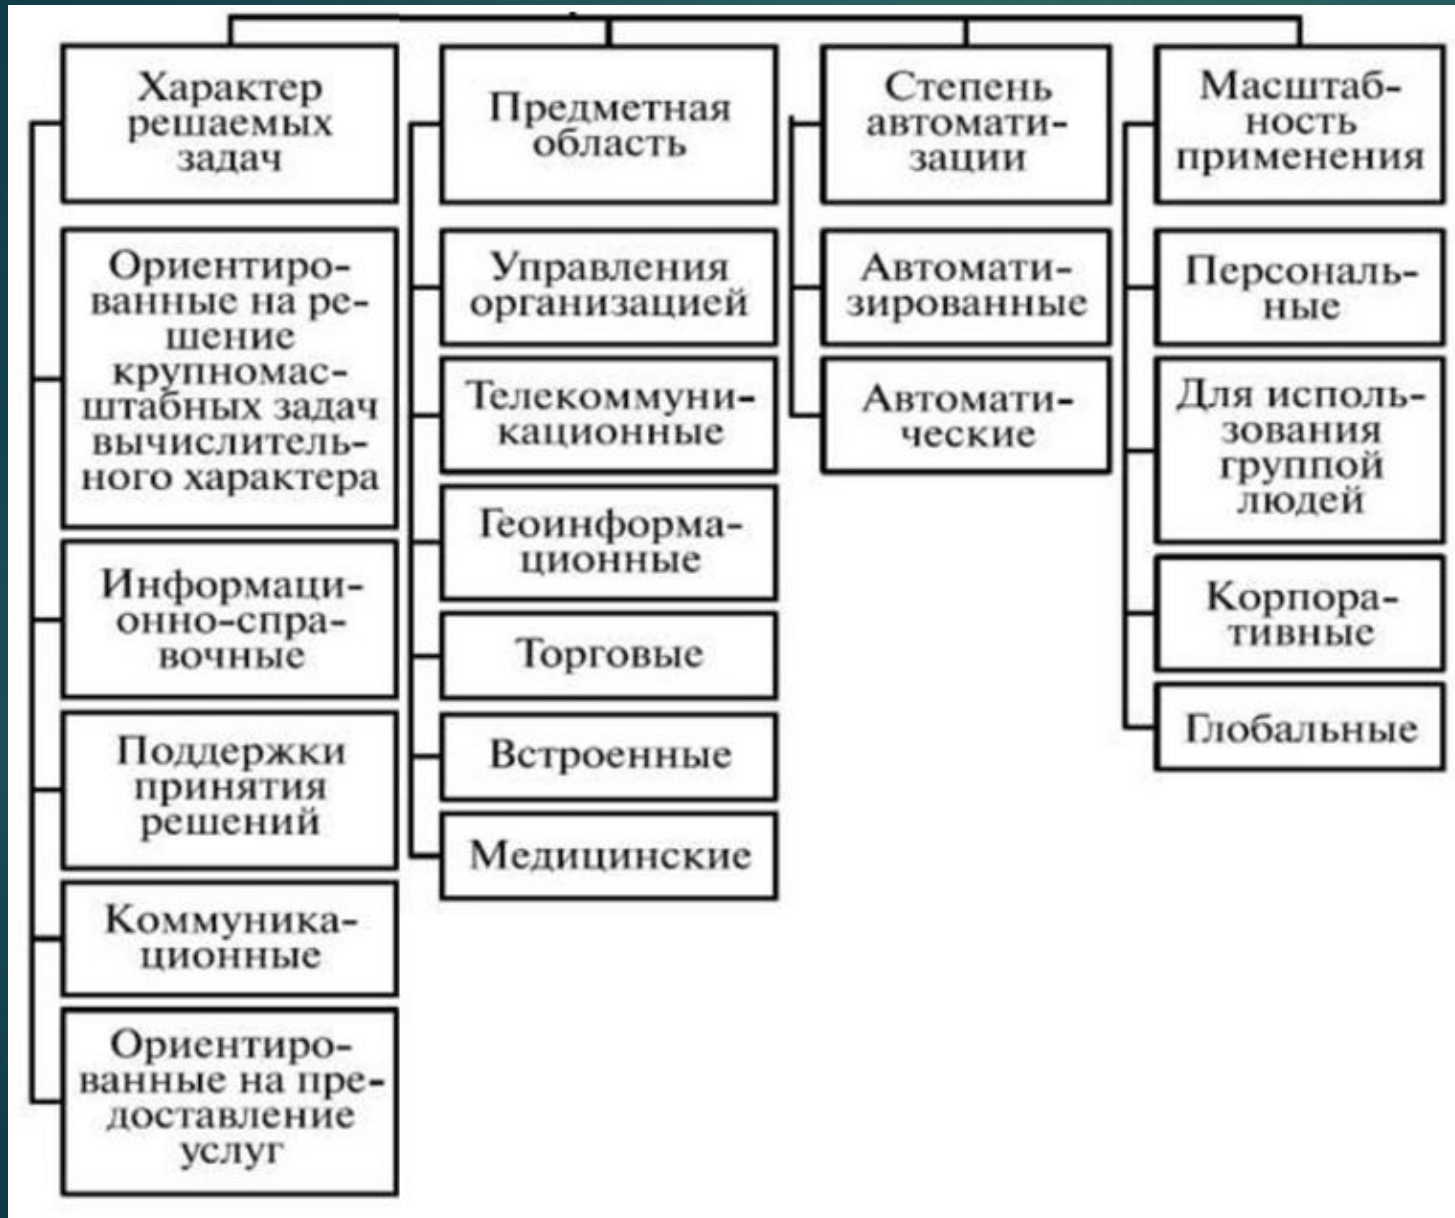 Характер
решаемых
задач
Ориентиро-
ванные на ре-
шение
крупномас-
штабных задач
вычислитель-
ного характера
Информаци-
онно-спра-
вочные
Поддержки
принятия
решений
Коммуника-
ционные
Ориентиро-
ванные на пре-
доставление
услуг
Предметная
область
Управления
организацией
Телекоммуни-
кационные
Геоинформа-
ционные
Торговые
Встроенные
Медицинские
Степень
автомати-
зации
Автомати-
зированные
Автомати-
ческие
Масштаб-
ность
применения
Персональ-
ные
Для исполь-
зования
группой
людей
Корпора-
тивные
Глобальные